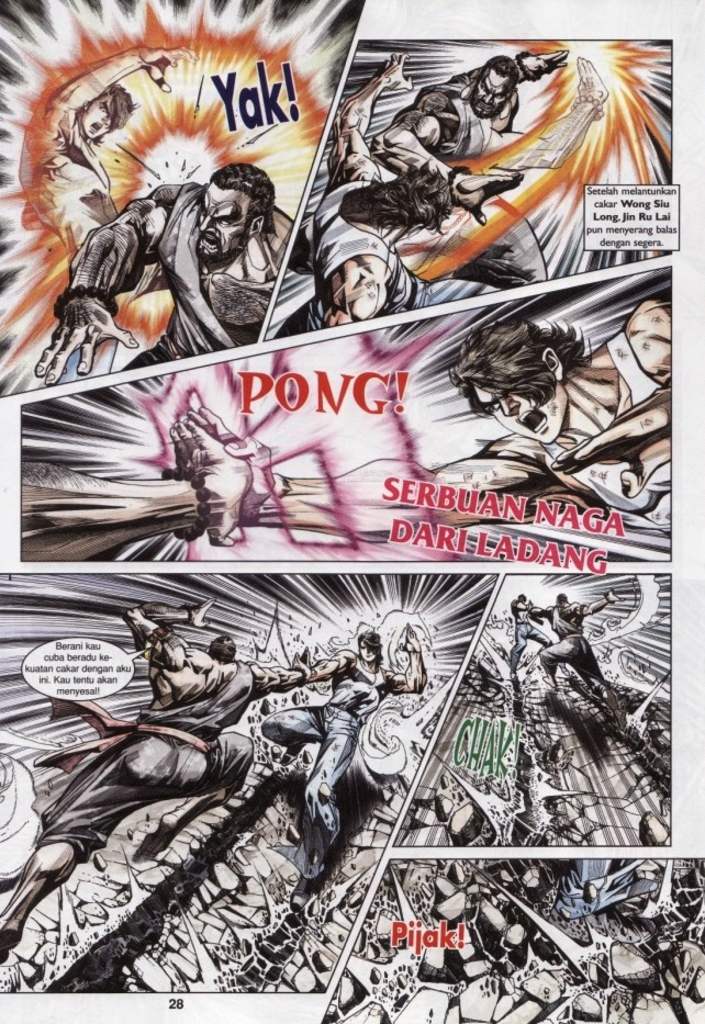 Yak!
Setelah melantunkan
cakar Wong Siu
Long, Jin Ru Lai
pun menyerang balas
dengan segera.
PONG!
SERBUAN NAGA
DARI LADANG
Berani kau
cuba beradu ke-
kuatan cakar dengan aku
ini. Kau tentu akan
menyesal!
CHAK!
Pijak!
28